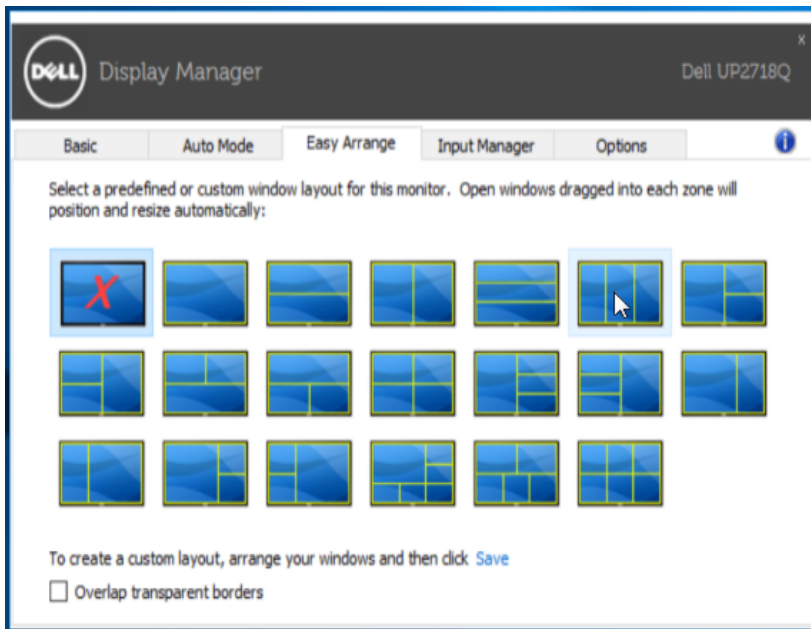 DELL Display Manager
Dell UP2718Q
x
Basic Auto Mode Easy Arrange Input Manager Options
i
Select a predefined or custom window layout for this monitor. Open windows dragged into each zone will
position and resize automatically:
X
To create a custom layout, arrange your windows and then click Save
Overlap transparent borders